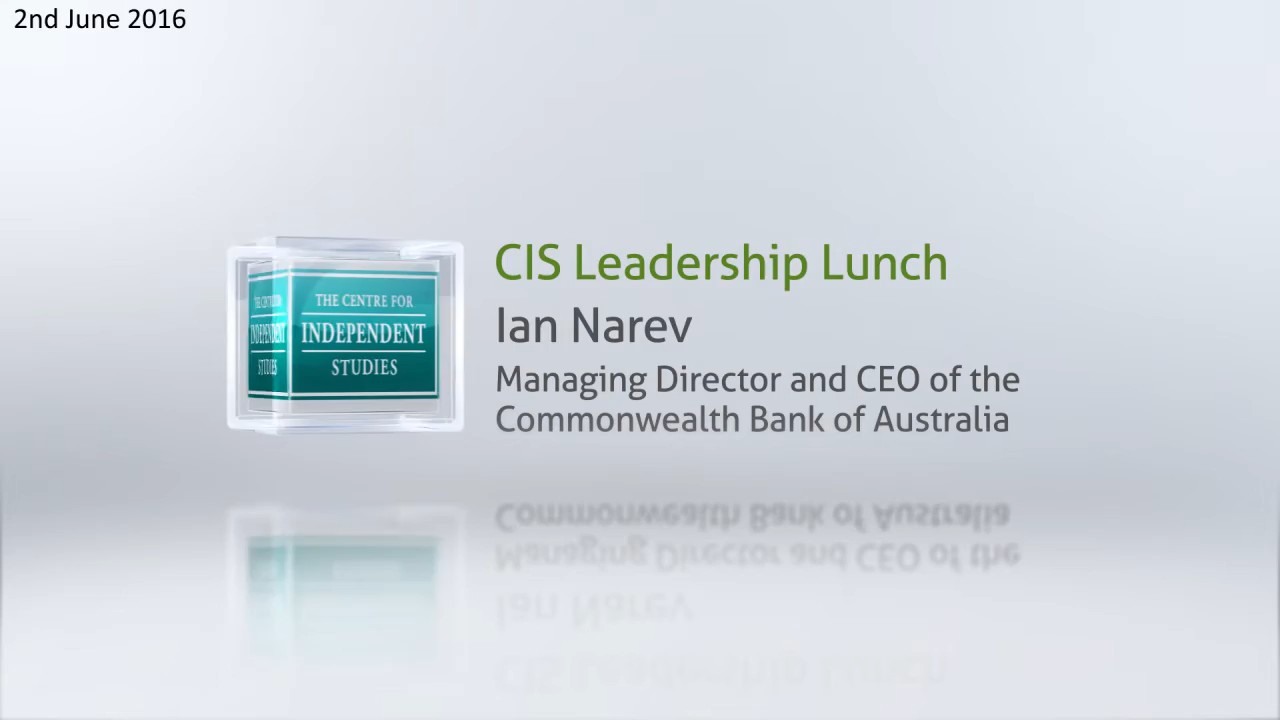 2nd June 2016
THE CENTRE FOR
INDEPENDENT
STUDIES
CIS Leadership Lunch
Ian Narev
Managing Director and CEO of the
Commonwealth Bank of Australia